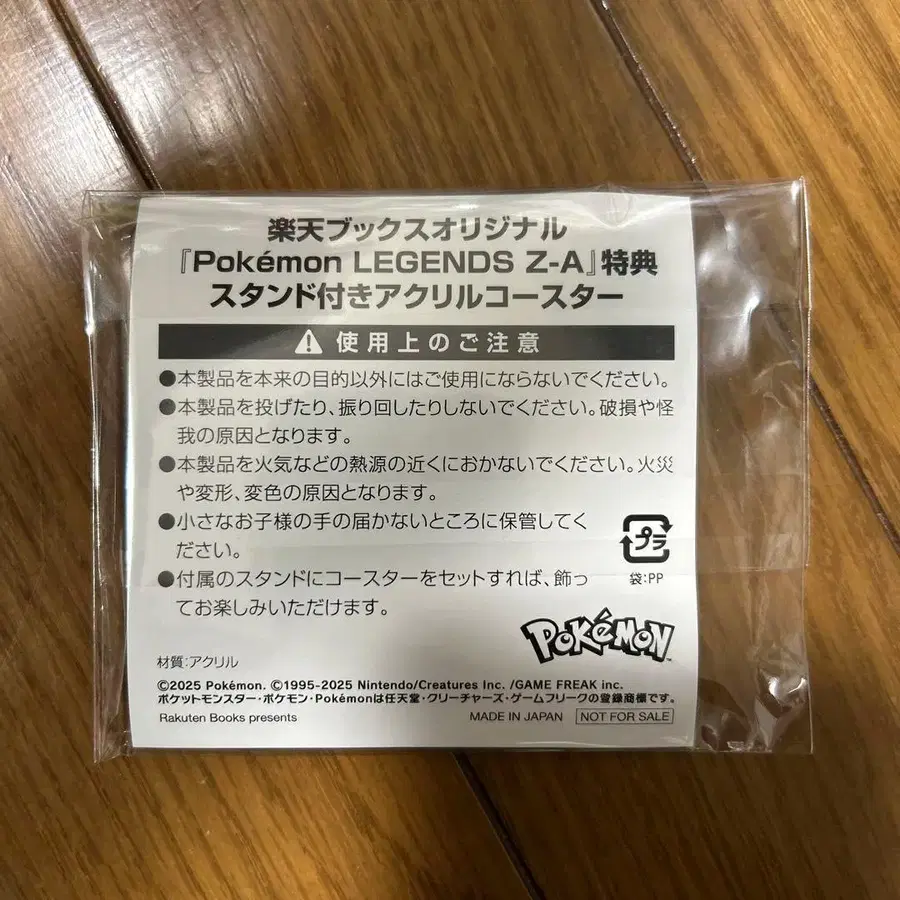 楽天ブックスオリジナル
『Pokémon LEGENDS Z-A』特典
スタンド付きアクリルコースター
使用上のご注意
●本製品を本来の目的以外にはご使用にならないでください。
●本製品を投げたり、振り回したりしないでください。破損や怪
我の原因となります。
●本製品を火気などの熱源の近くにおかないでください。火災
や変形、変色の原因となります。
●小さなお子様の手の届かないところに保管してく
ださい。
●付属のスタンドにコースターをセットすれば、飾っ
てお楽しみいただけます。
プラ
袋:PP
POKéMON™
材質:アクリル
©2025 Pokémon. ©1995-2025 Nintendo/Creatures Inc. /GAME FREAK inc.
ポケットモンスター・ポケモン・Pokémonは任天堂・クリーチャーズ・ゲームフリークの登録商標です。
Rakuten Books presents MADE IN JAPAN NOT FOR SALE